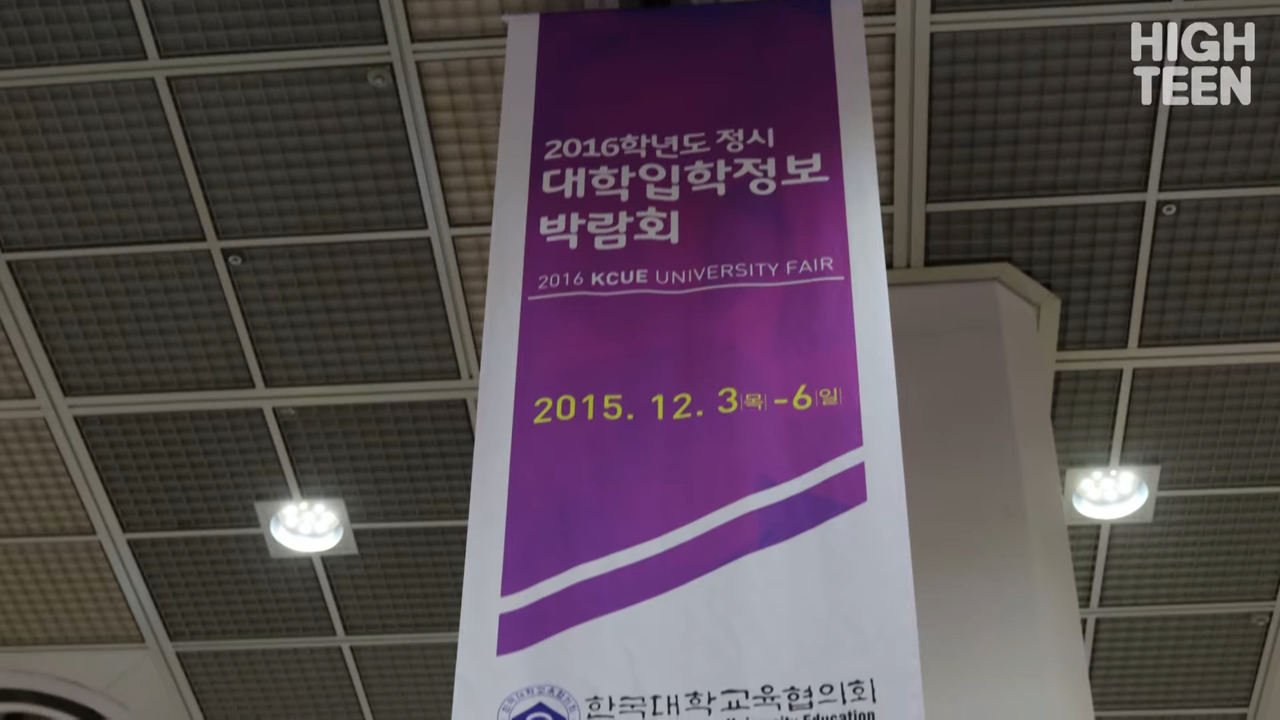 HIGH
TEEN
2016학년도 정시
대학입학정보
박람회
2016 KCUE UNIVERSITY FAIR
2015. 12. 3|목| -6|일|
한국대학교육협의회
University Education